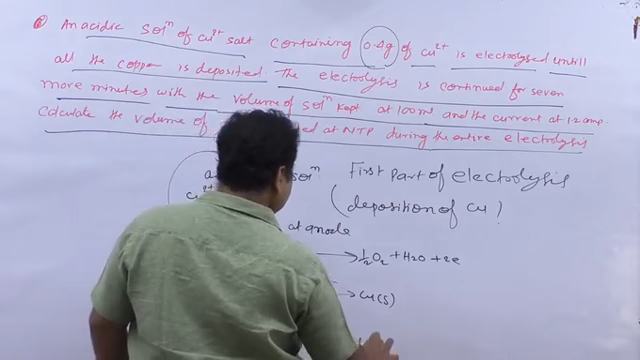 An acidic solⁿ of Cu²⁺ salt containing 0.4g of Cu²⁺ is electrolysed untill
all the copper is deposited. The electrolysis is continued for seven
more minutes with the volume of solⁿ kept at 100ml and the current at 1.2 amp.
Calculate the volume of at NTP during the entire electrolysis
solⁿ First part of electrolysis
Cu²⁺ (deposition of Cu)
at anode
→ ½O₂ + H₂O + 2e
→ Cu(s)